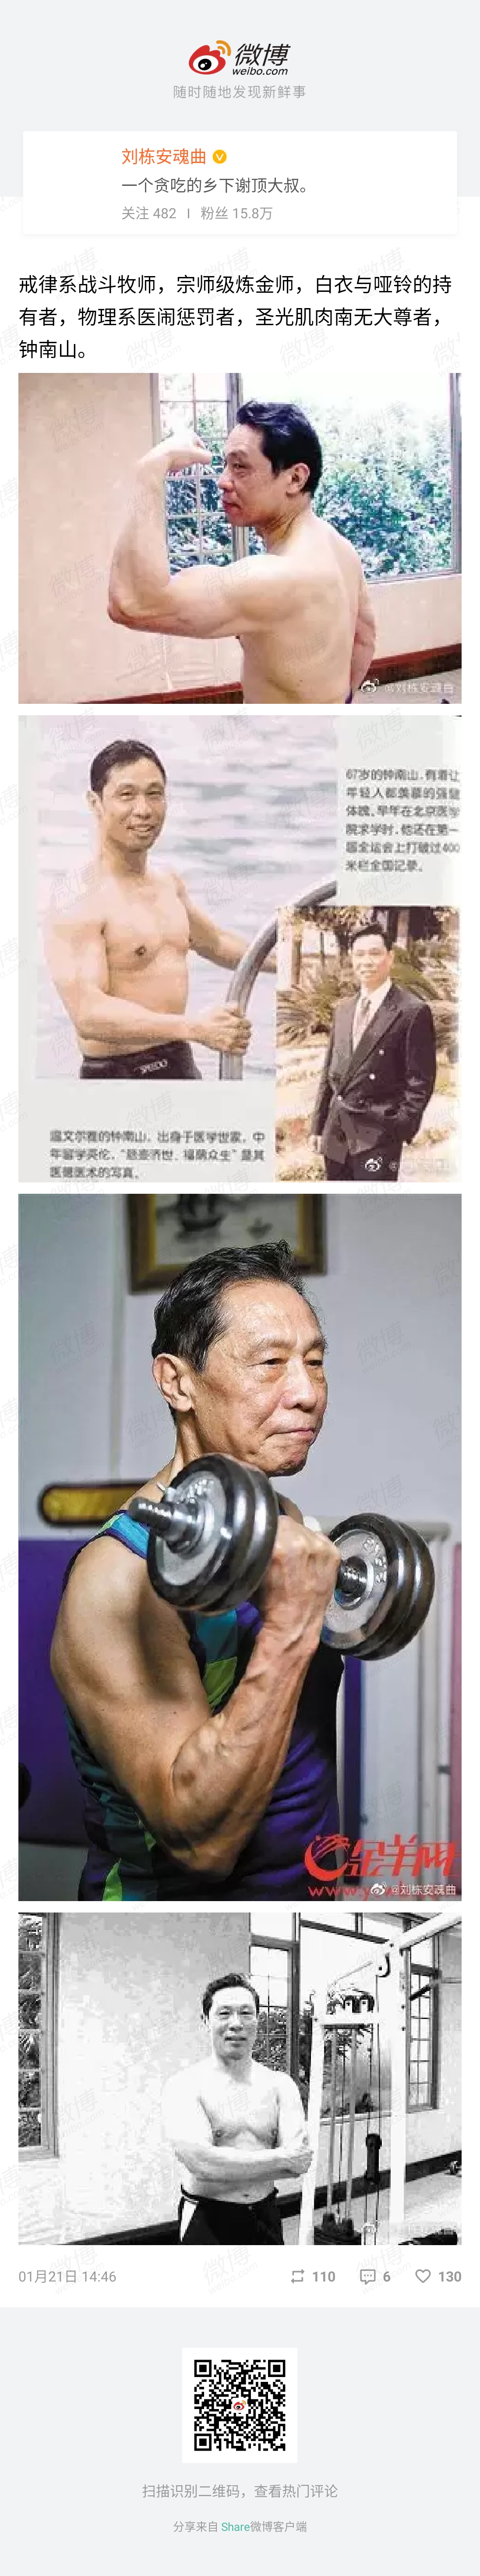 微博
weibo.com
随时随地发现新鲜事
刘栋安魂曲
一个贪吃的乡下谢顶大叔。
关注 482 | 粉丝 15.8万
戒律系战斗牧师，宗师级炼金师，白衣与哑铃的持
有者，物理系医闹惩罚者，圣光肌肉南无大尊者，
钟南山。
@刘栋安魂曲
67岁的钟南山，有着让
年轻人都羡慕的强健
体魄。早年在北京医学
院求学时，他还在第一
届全运会上打破过400
米栏全国记录。
温文尔雅的钟南山，出身于医学世家，中
年留学英伦，“悬壶济世、福荫众生”是其
医德医术的写真。
金羊网
@刘栋安魂曲
01月21日 14:46 110 6 130
扫描识别二维码，查看热门评论
分享来自 Share微博客户端